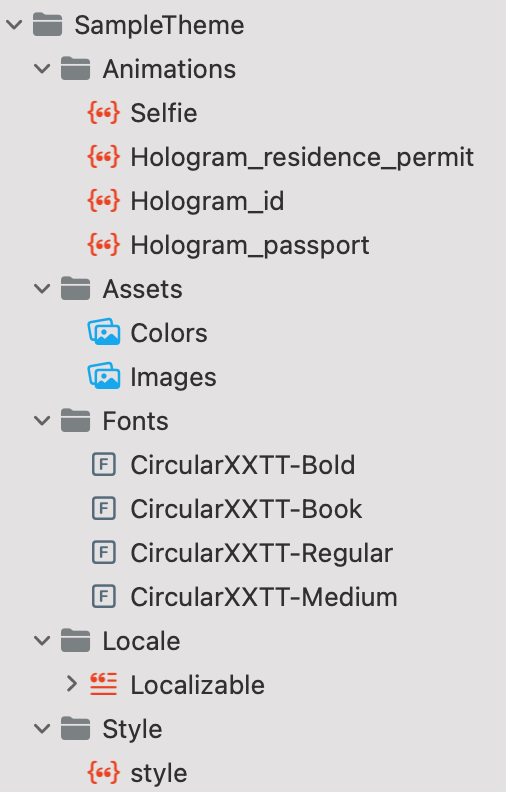 SampleTheme
Animations
Selfie
Hologram_residence_permit
Hologram_id
Hologram_passport
Assets
Colors
Images
Fonts
CircularXXTT-Bold
CircularXXTT-Book
CircularXXTT-Regular
CircularXXTT-Medium
Locale
Localizable
Style
style